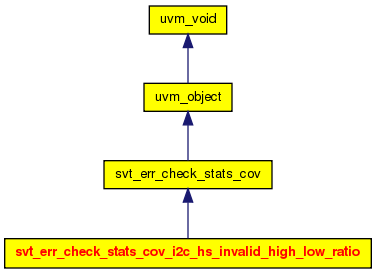 uvm_void
uvm_object
svt_err_check_stats_cov
svt_err_check_stats_cov_i2c_hs_invalid_high_low_ratio